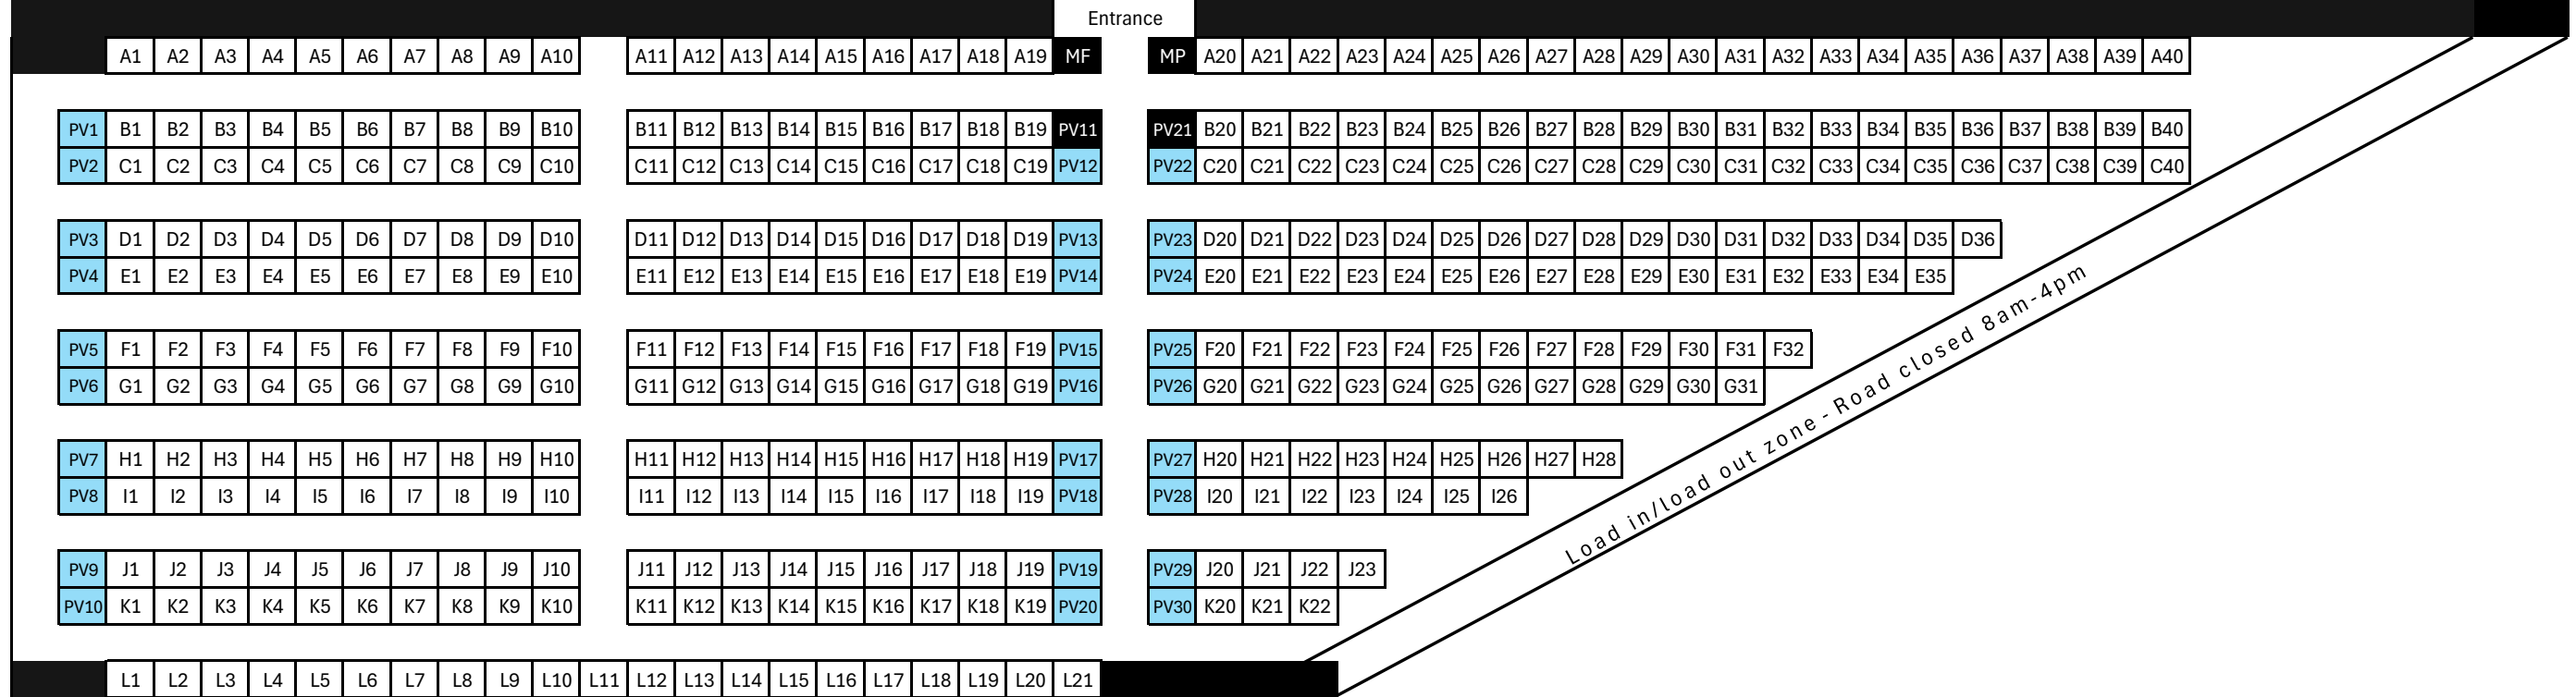 Entrance
A1 A2 A3 A4 A5 A6 A7 A8 A9 A10 A11 A12 A13 A14 A15 A16 A17 A18 A19 MF MP A20 A21 A22 A23 A24 A25 A26 A27 A28 A29 A30 A31 A32 A33 A34 A35 A36 A37 A38 A39 A40
PV1 B1 B2 B3 B4 B5 B6 B7 B8 B9 B10 B11 B12 B13 B14 B15 B16 B17 B18 B19 PV11 PV21 B20 B21 B22 B23 B24 B25 B26 B27 B28 B29 B30 B31 B32 B33 B34 B35 B36 B37 B38 B39 B40
PV2 C1 C2 C3 C4 C5 C6 C7 C8 C9 C10 C11 C12 C13 C14 C15 C16 C17 C18 C19 PV12 PV22 C20 C21 C22 C23 C24 C25 C26 C27 C28 C29 C30 C31 C32 C33 C34 C35 C36 C37 C38 C39 C40
PV3 D1 D2 D3 D4 D5 D6 D7 D8 D9 D10 D11 D12 D13 D14 D15 D16 D17 D18 D19 PV13 PV23 D20 D21 D22 D23 D24 D25 D26 D27 D28 D29 D30 D31 D32 D33 D34 D35 D36
PV4 E1 E2 E3 E4 E5 E6 E7 E8 E9 E10 E11 E12 E13 E14 E15 E16 E17 E18 E19 PV14 PV24 E20 E21 E22 E23 E24 E25 E26 E27 E28 E29 E30 E31 E32 E33 E34 E35
PV5 F1 F2 F3 F4 F5 F6 F7 F8 F9 F10 F11 F12 F13 F14 F15 F16 F17 F18 F19 PV15 PV25 F20 F21 F22 F23 F24 F25 F26 F27 F28 F29 F30 F31 F32
PV6 G1 G2 G3 G4 G5 G6 G7 G8 G9 G10 G11 G12 G13 G14 G15 G16 G17 G18 G19 PV16 PV26 G20 G21 G22 G23 G24 G25 G26 G27 G28 G29 G30 G31
PV7 H1 H2 H3 H4 H5 H6 H7 H8 H9 H10 H11 H12 H13 H14 H15 H16 H17 H18 H19 PV17 PV27 H20 H21 H22 H23 H24 H25 H26 H27 H28
PV8 I1 I2 I3 I4 I5 I6 I7 I8 I9 I10 I11 I12 I13 I14 I15 I16 I17 I18 I19 PV18 PV28 I20 I21 I22 I23 I24 I25 I26
PV9 J1 J2 J3 J4 J5 J6 J7 J8 J9 J10 J11 J12 J13 J14 J15 J16 J17 J18 J19 PV19 PV29 J20 J21 J22 J23
PV10 K1 K2 K3 K4 K5 K6 K7 K8 K9 K10 K11 K12 K13 K14 K15 K16 K17 K18 K19 PV20 PV30 K20 K21 K22
L1 L2 L3 L4 L5 L6 L7 L8 L9 L10 L11 L12 L13 L14 L15 L16 L17 L18 L19 L20 L21
Load in/load out zone - Road closed 8am-4pm